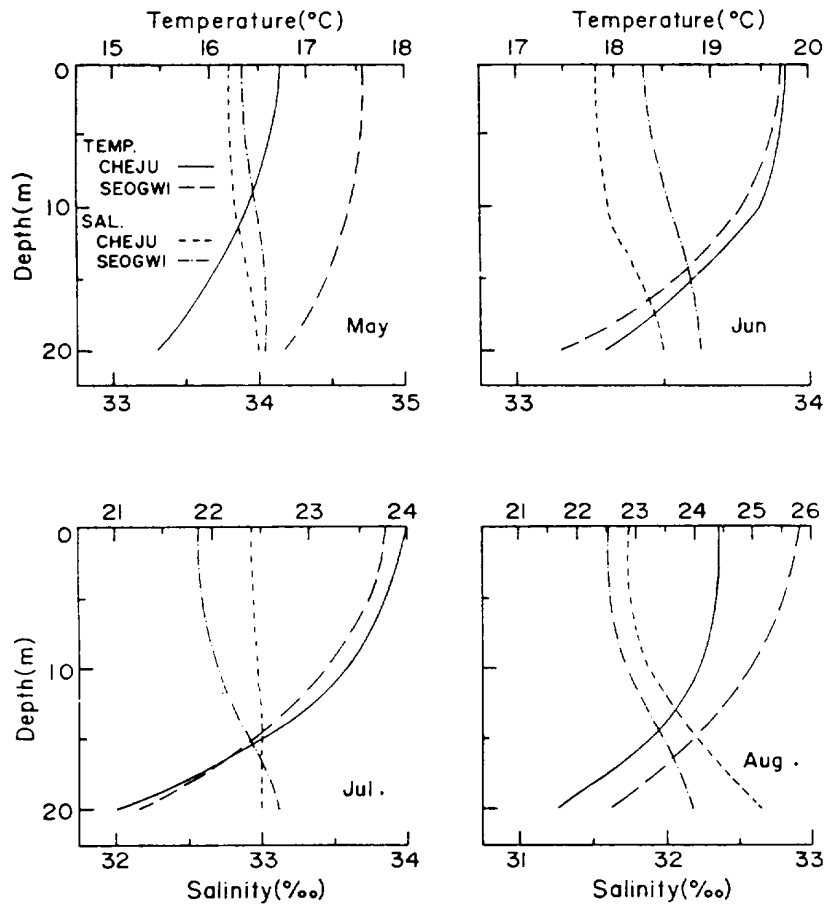 Temperature(°C)
15 16 17 18
Temperature(°C)
17 18 19 20
0
10
20
Depth(m)
TEMP.
CHEJU
SEOGWI
SAL.
CHEJU
SEOGWI
May
Jun
33 34 35
33 34
21 22 23 24
21 22 23 24 25 26
0
10
20
Depth(m)
Jul.
Aug.
32 33 34
Salinity(‰)
31 32 33
Salinity(‰)